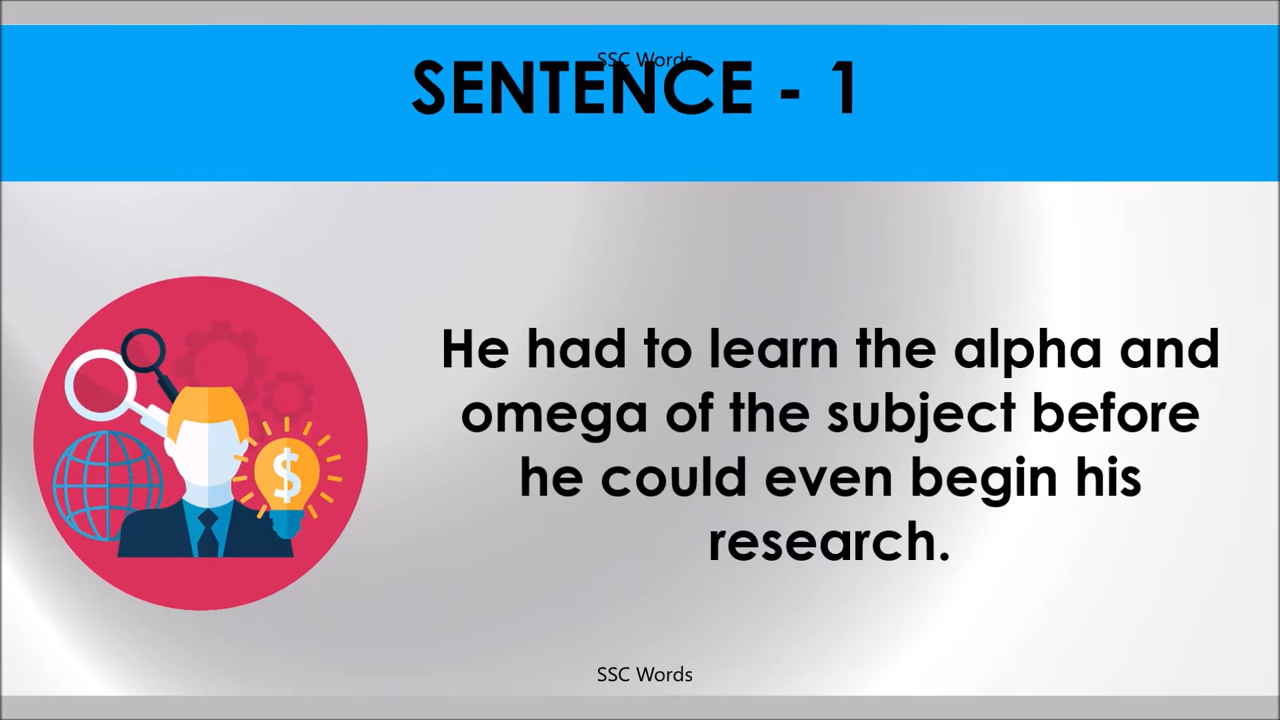 SSC Words
SENTENCE - 1
He had to learn the alpha and
omega of the subject before
he could even begin his
research.
$
SSC Words